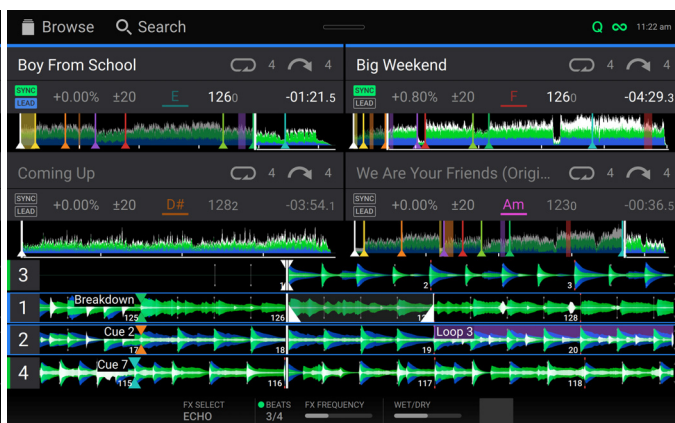 Browse Search Q 11:22 am
Boy From School 4 4
SYNC LEAD +0.00% ±20 E 1260 -01:21.5
Big Weekend 4 4
SYNC LEAD +0.80% ±20 F 1260 -04:29.3
Coming Up 4 4
SYNC LEAD +0.00% ±20 D# 1282 -03:54.1
We Are Your Friends (Origi... 4 4
SYNC LEAD +0.00% ±20 Am 1230 -00:36.5
3 2 3
1 Breakdown 125 126 128
2 Cue 2 17 18 19 Loop 3 20
4 Cue 7 115 116 117 118
FX SELECT BEATS FX FREQUENCY WET/DRY
ECHO 3/4